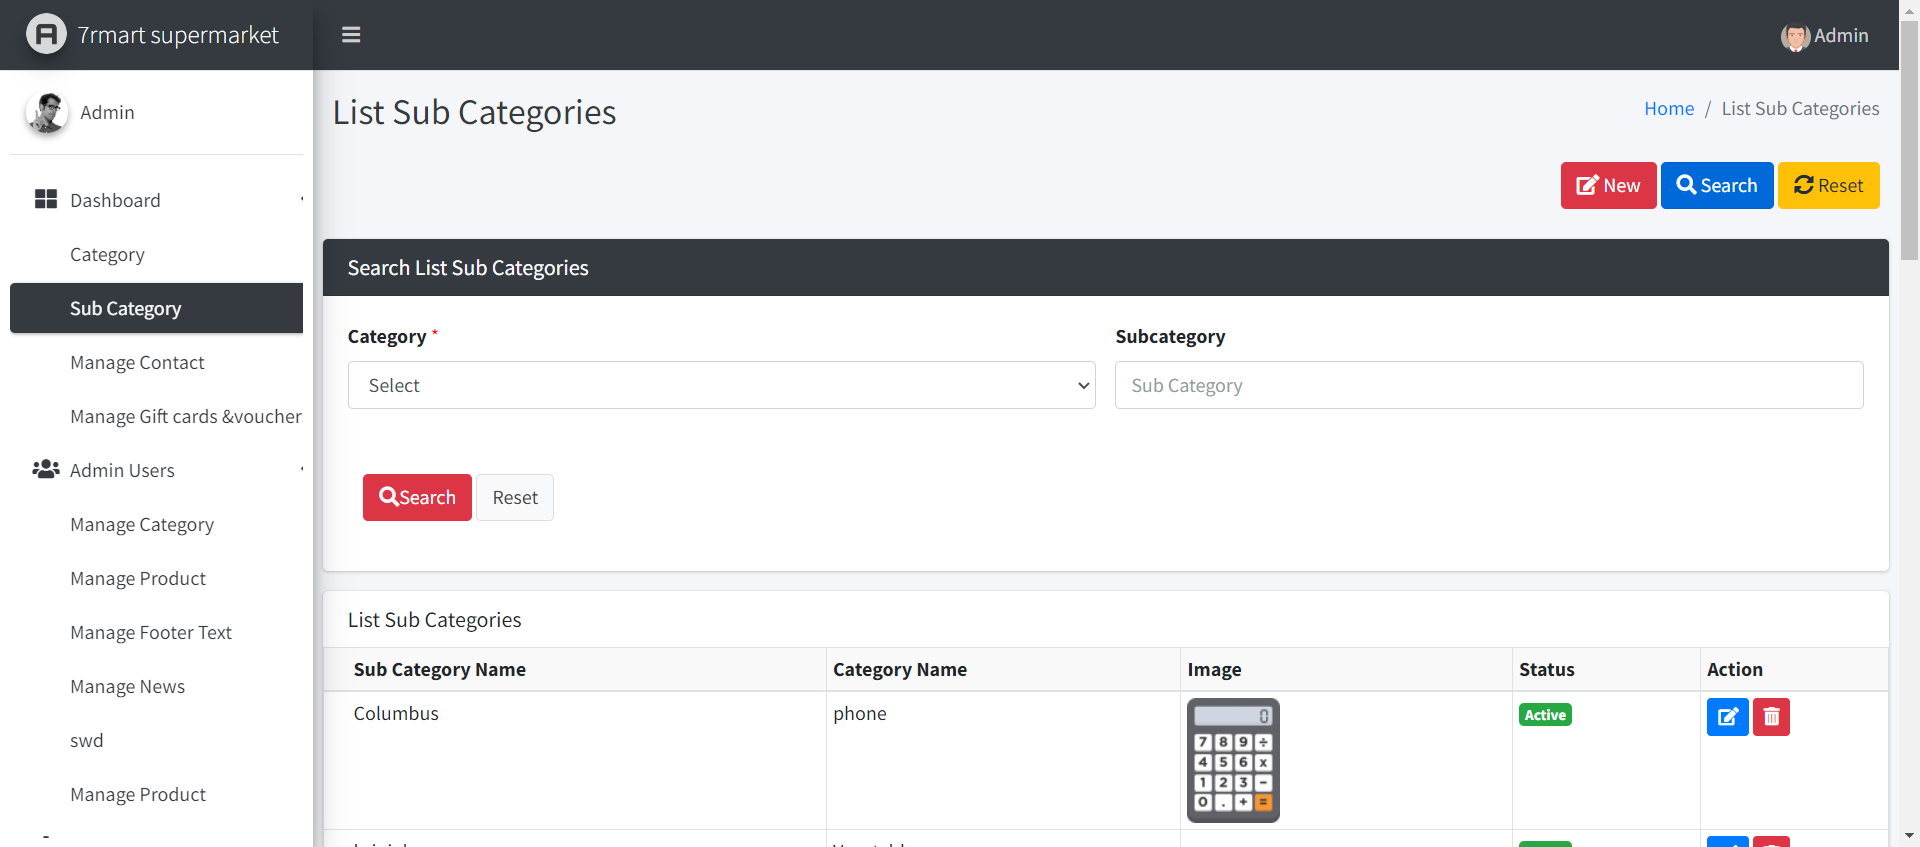 7rmart supermarket
Admin
Admin
List Sub Categories
Home / List Sub Categories
New Search Reset
Dashboard
Category
Sub Category
Manage Contact
Manage Gift cards &voucher
Admin Users
Manage Category
Manage Product
Manage Footer Text
Manage News
swd
Manage Product
Search List Sub Categories
Category * Subcategory
Select Sub Category
Search Reset
List Sub Categories
Sub Category Name Category Name Image Status Action
Columbus phone Active
0
7 8 9 ÷
4 5 6 x
1 2 3 −
0 . + =